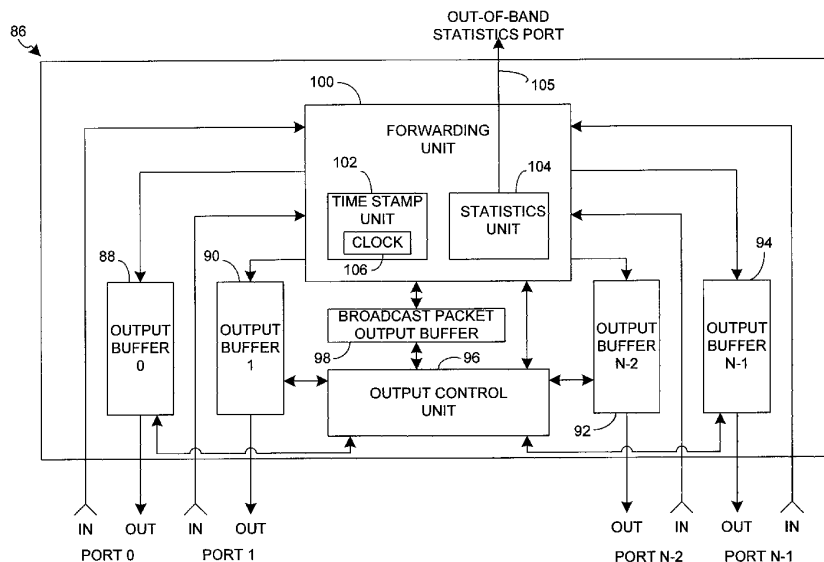 OUT-OF-BAND
STATISTICS PORT
86
105
100
FORWARDING
UNIT
102
104
TIME STAMP
UNIT
CLOCK
106
STATISTICS
UNIT
88
90
94
OUTPUT
BUFFER
0
OUTPUT
BUFFER
1
BROADCAST PACKET
OUTPUT BUFFER
98
96
OUTPUT CONTROL
UNIT
OUTPUT
BUFFER
N-2
92
OUTPUT
BUFFER
N-1
IN OUT IN OUT OUT IN OUT IN
PORT 0 PORT 1 PORT N-2 PORT N-1